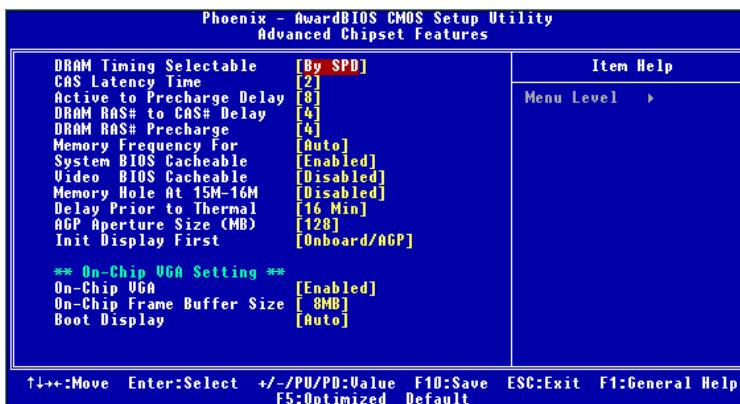 Phoenix - AwardBIOS CMOS Setup Utility
Advanced Chipset Features
DRAM Timing Selectable [By SPD]
CAS Latency Time [2]
Active to Precharge Delay [8]
DRAM RAS# to CAS# Delay [4]
DRAM RAS# Precharge [4]
Memory Frequency For [Auto]
System BIOS Cacheable [Enabled]
Video BIOS Cacheable [Disabled]
Memory Hole At 15M-16M [Disabled]
Delay Prior to Thermal [16 Min]
AGP Aperture Size (MB) [128]
Init Display First [Onboard/AGP]
** On-Chip VGA Setting **
On-Chip VGA [Enabled]
On-Chip Frame Buffer Size [ 8MB]
Boot Display [Auto]
Item Help
Menu Level ▸
↑↓→←:Move Enter:Select +/-/PU/PD:Value F10:Save ESC:Exit F1:General Help
F5:Optimized Default